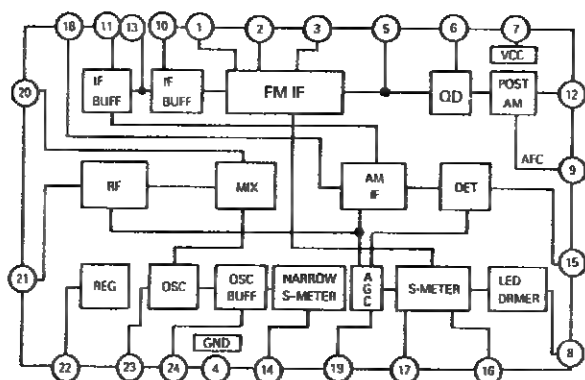 18 11 13 10 1 2 3 5 6 7
VCC
IF
BUFF
IF
BUFF
FM IF
QD
POST
AM
20
12
AFC
9
RF
MIX
AM
IF
DET
21
15
REG
OSC
OSC
BUFF
NARROW
S-METER
A
G
C
S-METER
LED
DRMER
GND
8
22 23 24 4 14 19 17 16